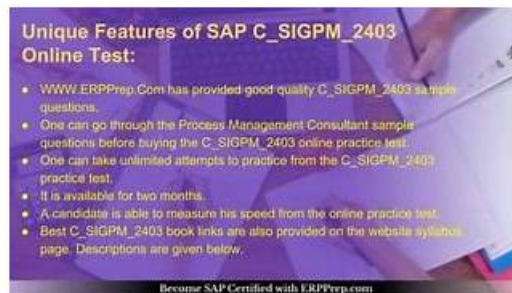 Unique Features of SAP C_SIGPM_2403
Online Test:
WWW.ERPPrep.Com has provided good quality C_SIGPM_2403 sample
questions.
One can go through the Process Management Consultant sample
questions before buying the C_SIGPM_2403 online practice test.
One can take unlimited attempts to practice from the C_SIGPM_2403
practice test.
It is available for two months.
A candidate is able to measure his speed from the online practice test.
Best C_SIGPM_2403 book links are also provided on the website syllabus
page. Descriptions are given below.
Become SAP Certified with ERPPrep.com